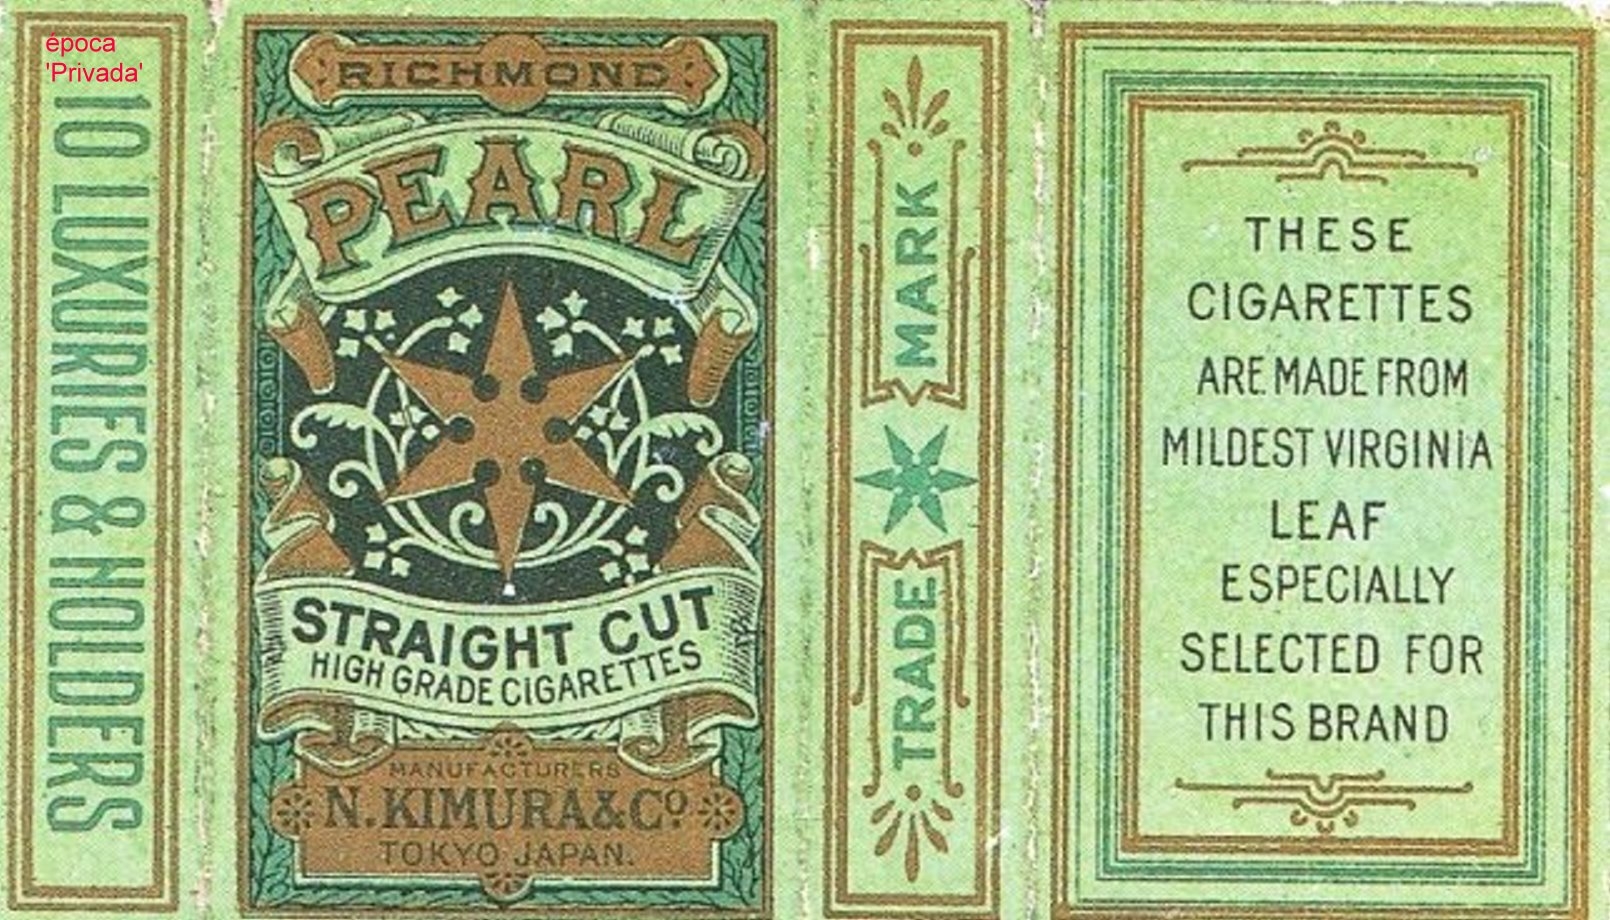 época
'Privada'
10 LUXURIES & HOLDERS
RICHMOND
PEARL
STRAIGHT CUT
HIGH GRADE CIGARETTES
MANUFACTURERS
N. KIMURA & Cº
TOKYO JAPAN.
TRADE MARK
THESE
CIGARETTES
ARE MADE FROM
MILDEST VIRGINIA
LEAF
ESPECIALLY
SELECTED FOR
THIS BRAND